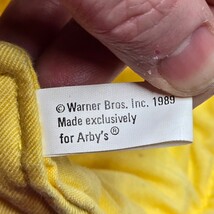 © Warner Bros. Inc. 1989
Made exclusively
for Arby's®